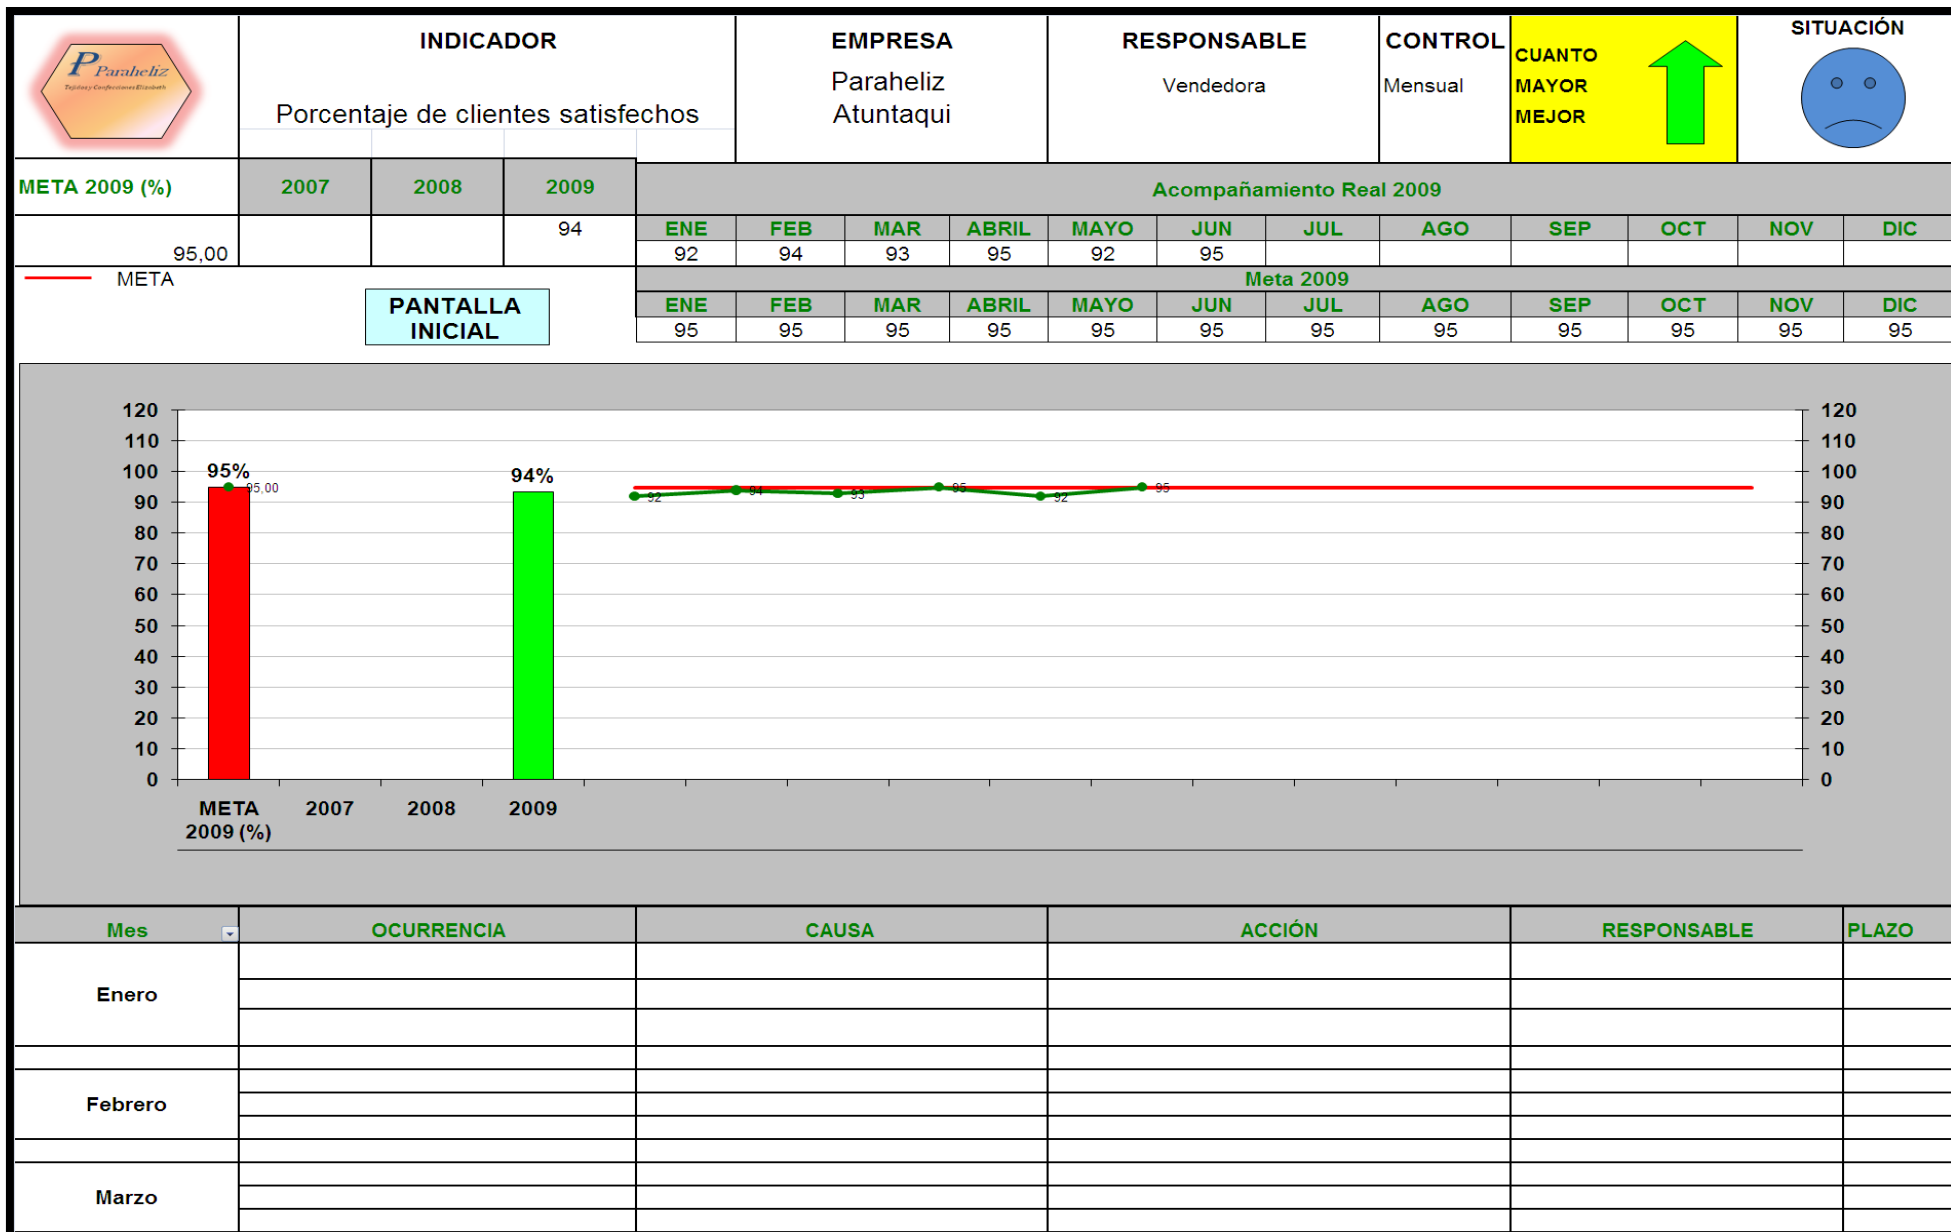 Paraheliz
Tejidos y Confecciones Elizabeth
INDICADOR
Porcentaje de clientes satisfechos
EMPRESA
Paraheliz
Atuntaqui
RESPONSABLE
Vendedora
CONTROL
Mensual
CUANTO
MAYOR
MEJOR
SITUACIÓN
META 2009 (%) 2007 2008 2009 Acompañamiento Real 2009
94 ENE FEB MAR ABRIL MAYO JUN JUL AGO SEP OCT NOV DIC
95,00 92 94 93 95 92 95
META Meta 2009
PANTALLA
INICIAL
ENE FEB MAR ABRIL MAYO JUN JUL AGO SEP OCT NOV DIC
95 95 95 95 95 95 95 95 95 95 95 95
120 120
110 110
100 100
90 90
80 80
70 70
60 60
50 50
40 40
30 30
20 20
10 10
0 0
95% 94%
95,00 92 94 93 95 92 95
META
2009 (%)
2007 2008 2009
Mes OCURRENCIA CAUSA ACCIÓN RESPONSABLE PLAZO
Enero
Febrero
Marzo